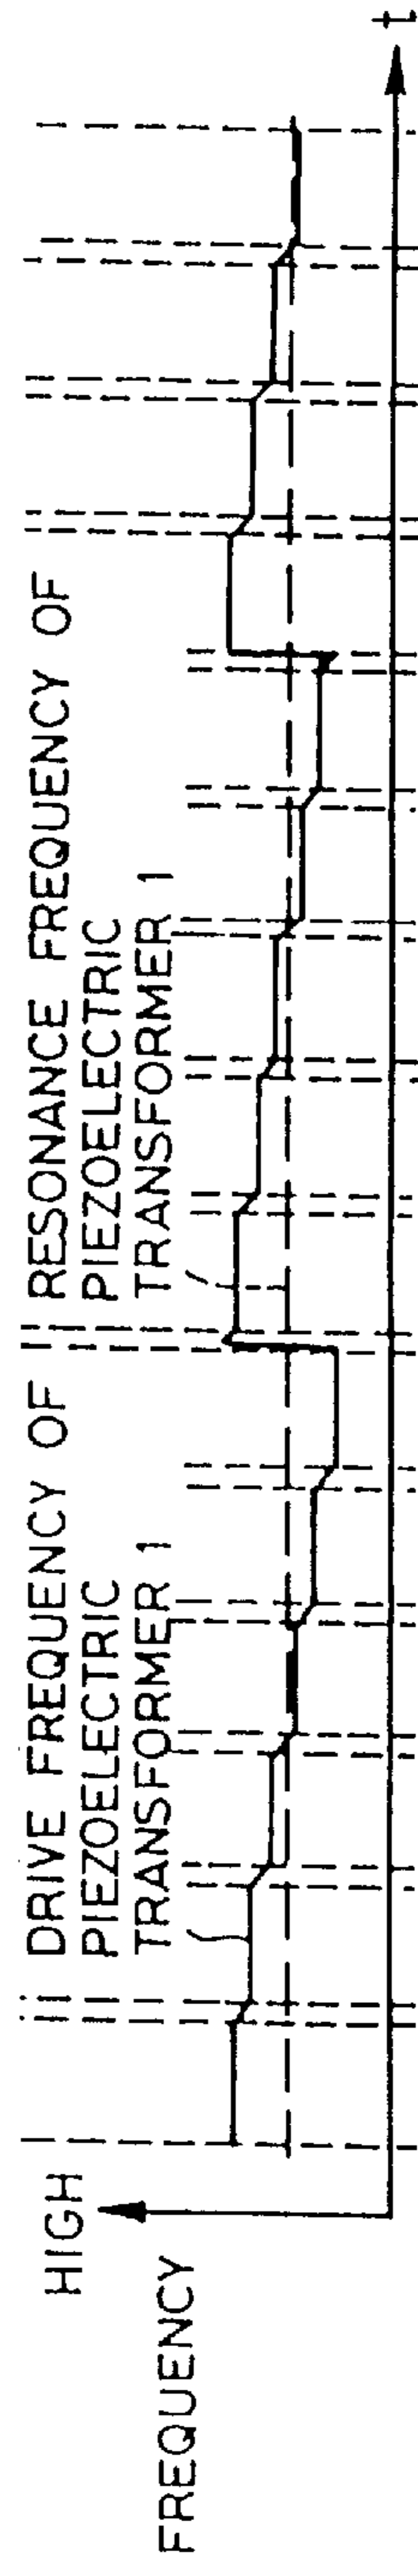 HIGH
FREQUENCY
DRIVE FREQUENCY OF
PIEZOELECTRIC
TRANSFORMER 1
RESONANCE FREQUENCY OF
PIEZOELECTRIC
TRANSFORMER 1
t